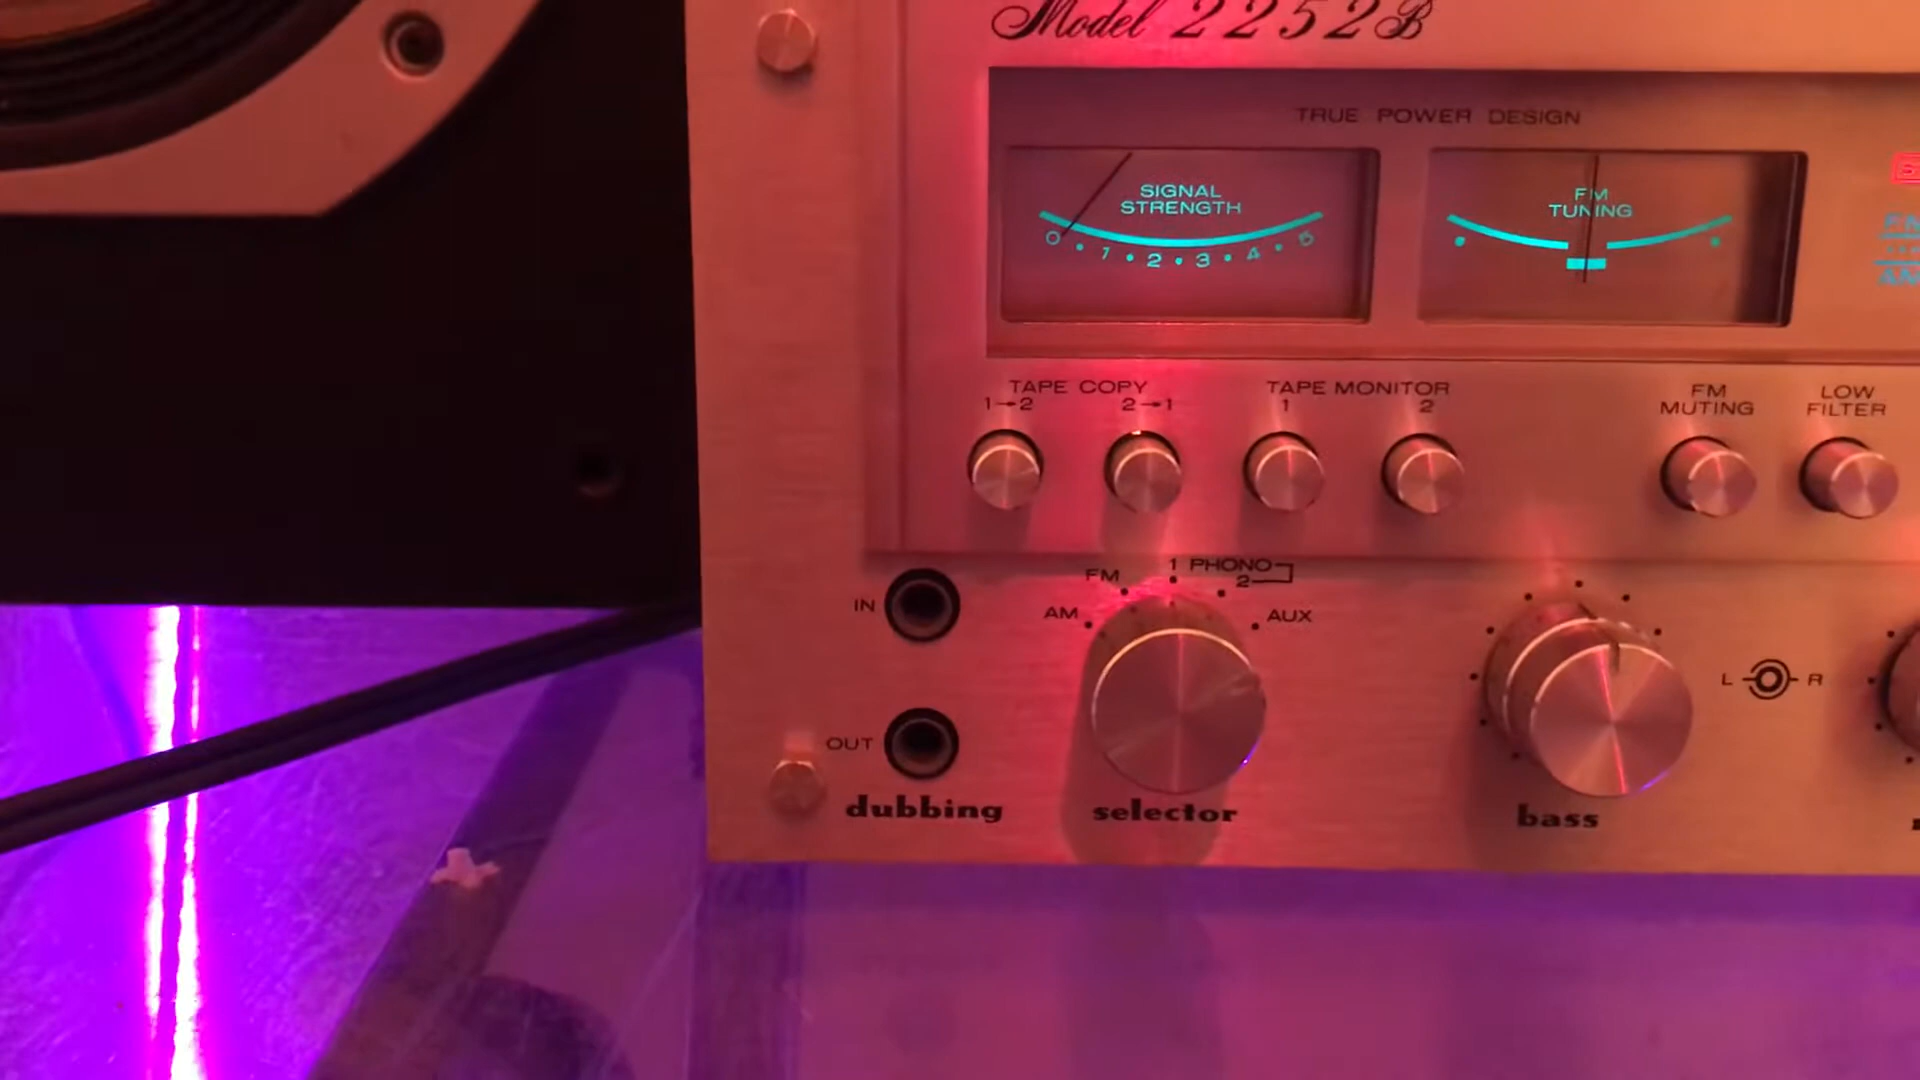 Model 2252B
TRUE POWER DESIGN
SIGNAL
STRENGTH
0 1 2 3 4 5
FM
TUNING
FM
AM
TAPE COPY
1→2 2→1
TAPE MONITOR
1 2
FM
MUTING
LOW
FILTER
IN
OUT
dubbing
AM
FM
1 PHONO
2
AUX
selector
bass
L R